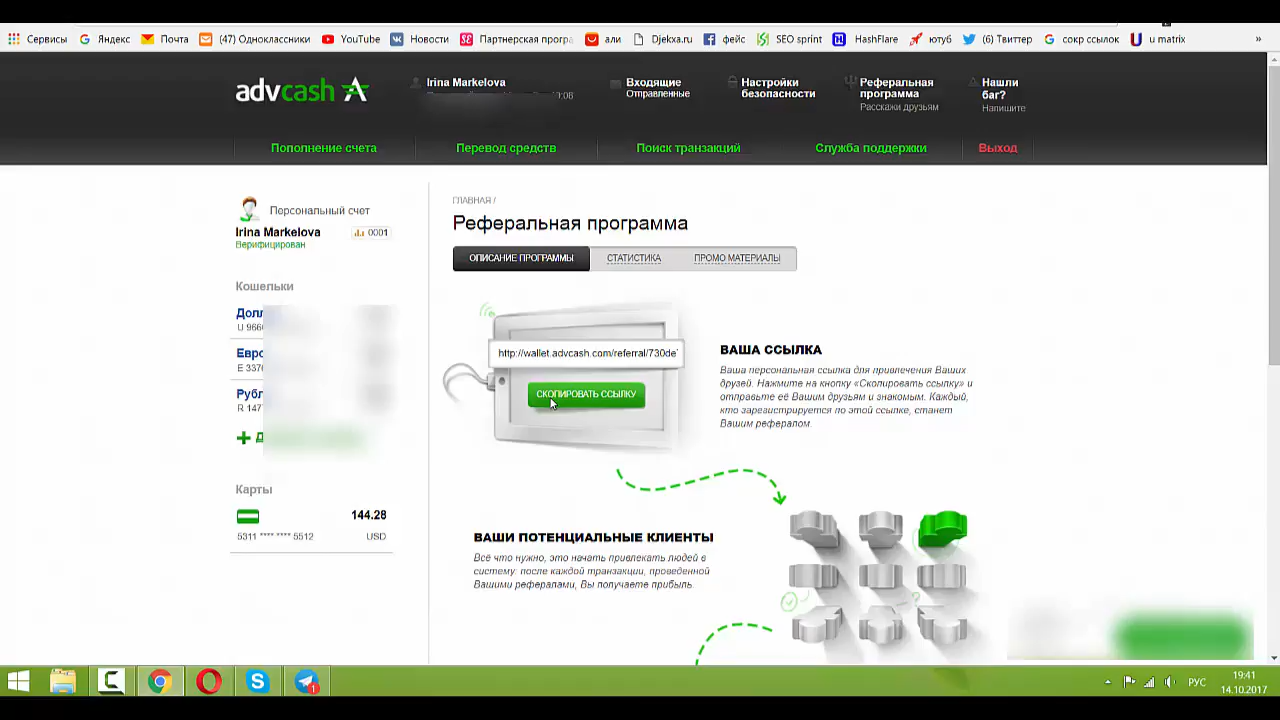 Сервисы Яндекс Почта (47) Одноклассники YouTube Новости Партнерская програ али Djekxa.ru фейс SEO sprint HashFlare ютуб (6) Твиттер сокр ссылок u matrix »
advcash
Irina Markelova
Входящие
Отправленные
Настройки
безопасности
Реферальная
программа
Расскажи друзьям
Нашли
баг?
Напишите
Пополнение счета Перевод средств Поиск транзакций Служба поддержки Выход
Персональный счет
Irina Markelova 0001
Верифицирован
Кошельки
Долл
U 9660
Евро
E 3370
Рубл
R 1477
Карты
144.28
5311 **** **** 5512 USD
ГЛАВНАЯ /
Реферальная программа
ОПИСАНИЕ ПРОГРАММЫ СТАТИСТИКА ПРОМО МАТЕРИАЛЫ
http://wallet.advcash.com/referral/730de
СКОПИРОВАТЬ ССЫЛКУ
ВАША ССЫЛКА
Ваша персональная ссылка для привлечения Ваших
друзей. Нажмите на кнопку «Скопировать ссылку» и
отправьте её Вашим друзьям и знакомым. Каждый,
кто зарегистрируется по этой ссылке, станет
Вашим рефералом.
ВАШИ ПОТЕНЦИАЛЬНЫЕ КЛИЕНТЫ
Всё что нужно, это начать привлекать людей в
систему: после каждой транзакции, проведенной
Вашими рефералами, Вы получаете прибыль.
РУС
19:41
14.10.2017